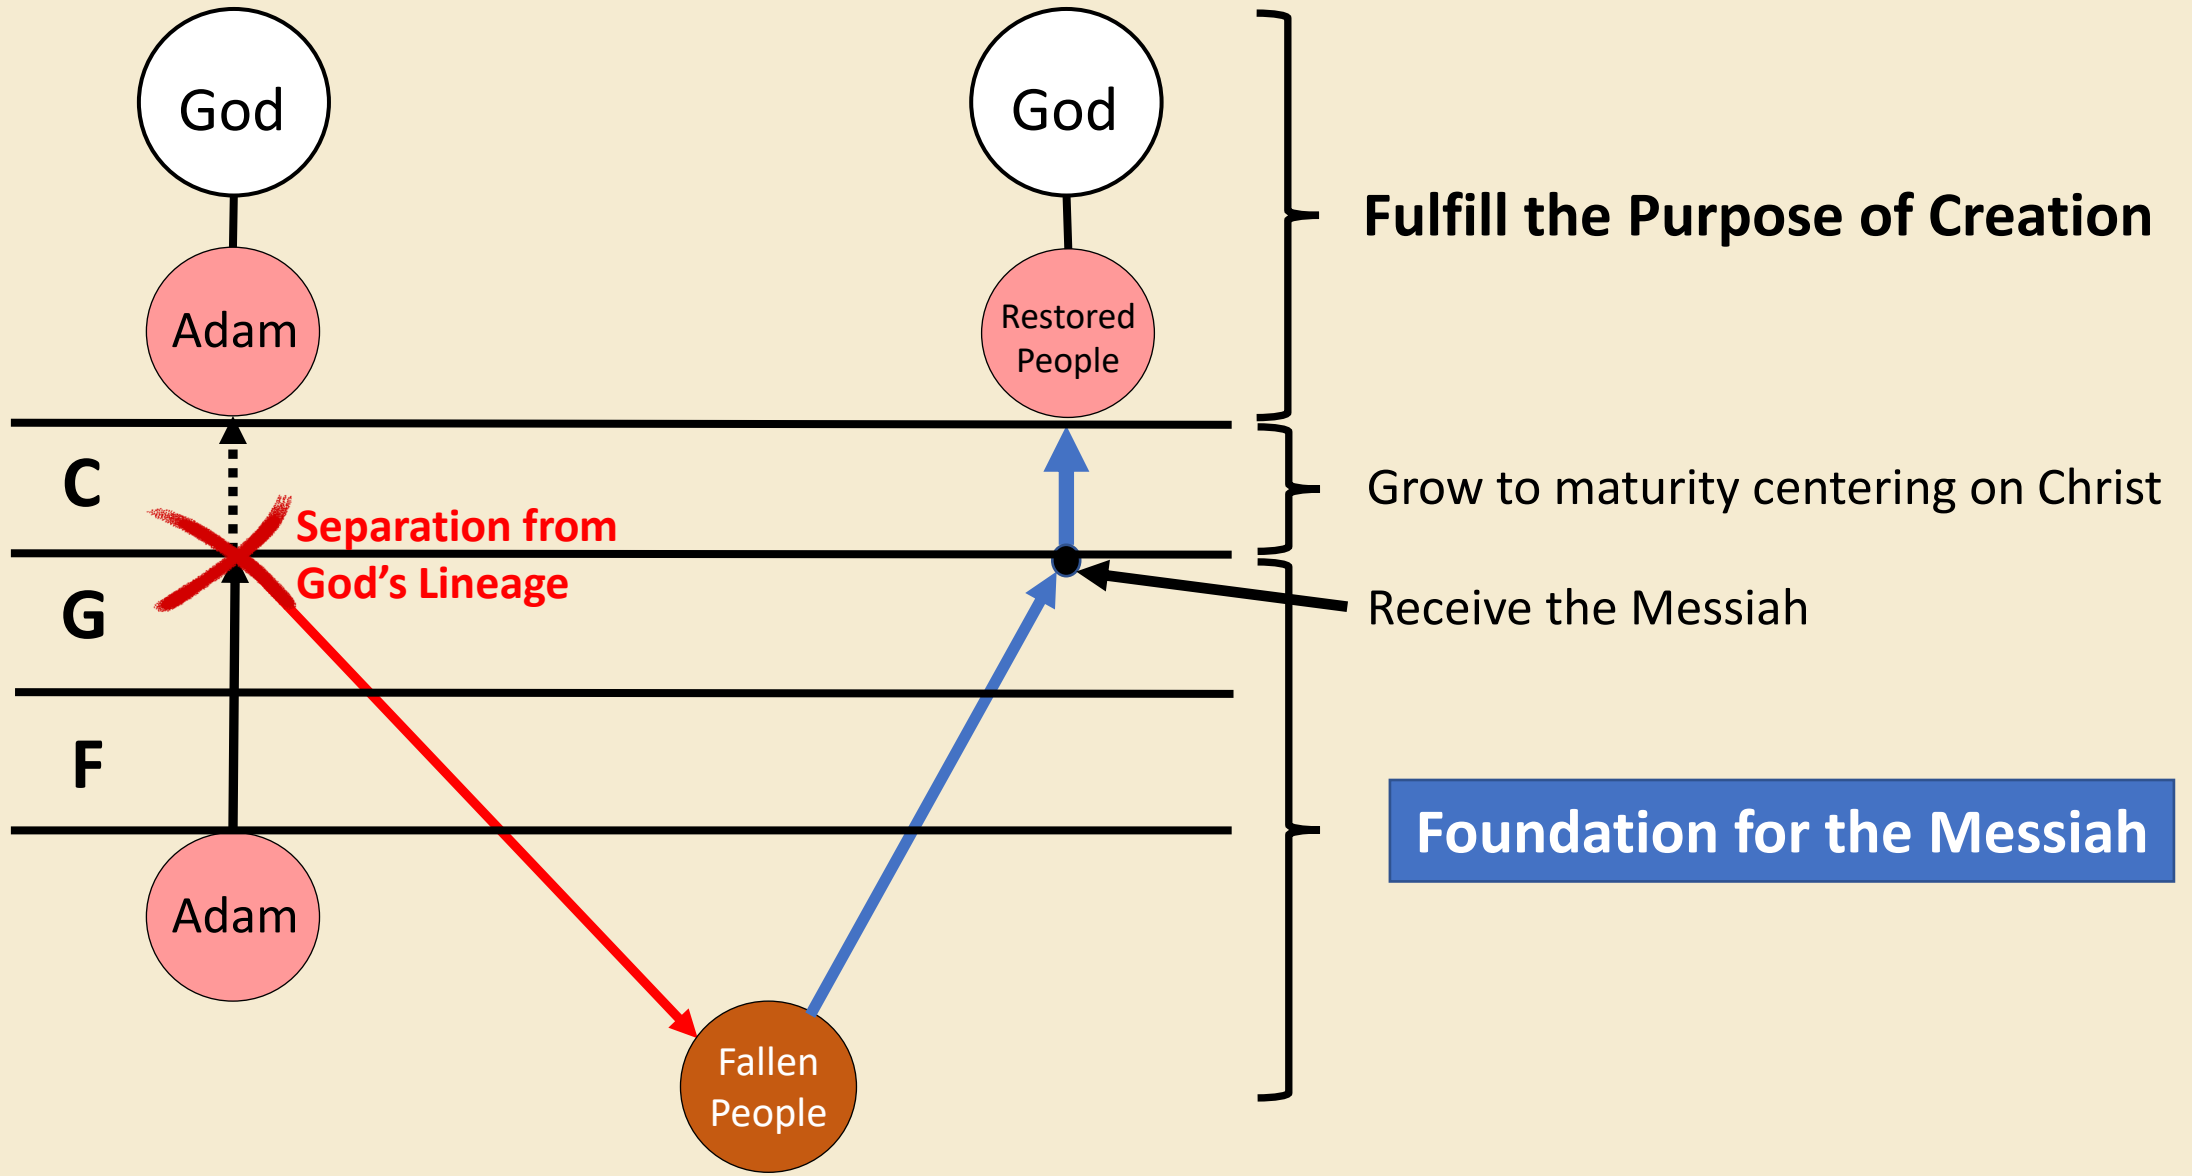 God
God
Fulfill the Purpose of Creation
Adam
Restored
People
C
Grow to maturity centering on Christ
Separation from
God’s Lineage
G
Receive the Messiah
F
Foundation for the Messiah
Adam
Fallen
People